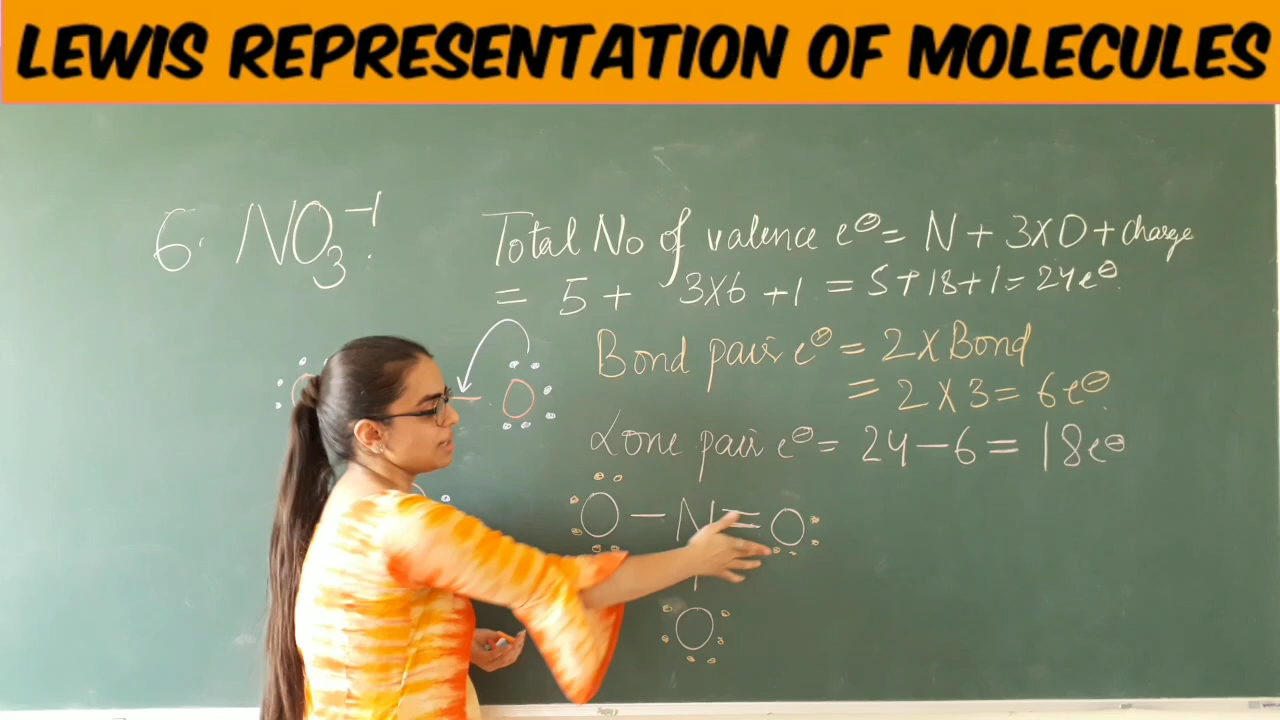 LEWIS REPRESENTATION OF MOLECULES
6. NO₃⁻¹.
Total No of valence e⊖ = N + 3×O + charge
= 5 + 3×6 + 1 = 5 + 18 + 1 = 24e⊖
Bond pair e⊖ = 2 × Bond
= 2 × 3 = 6e⊖
Lone pair e⊖ = 24 − 6 = 18e⊖
O
O − N = O
O